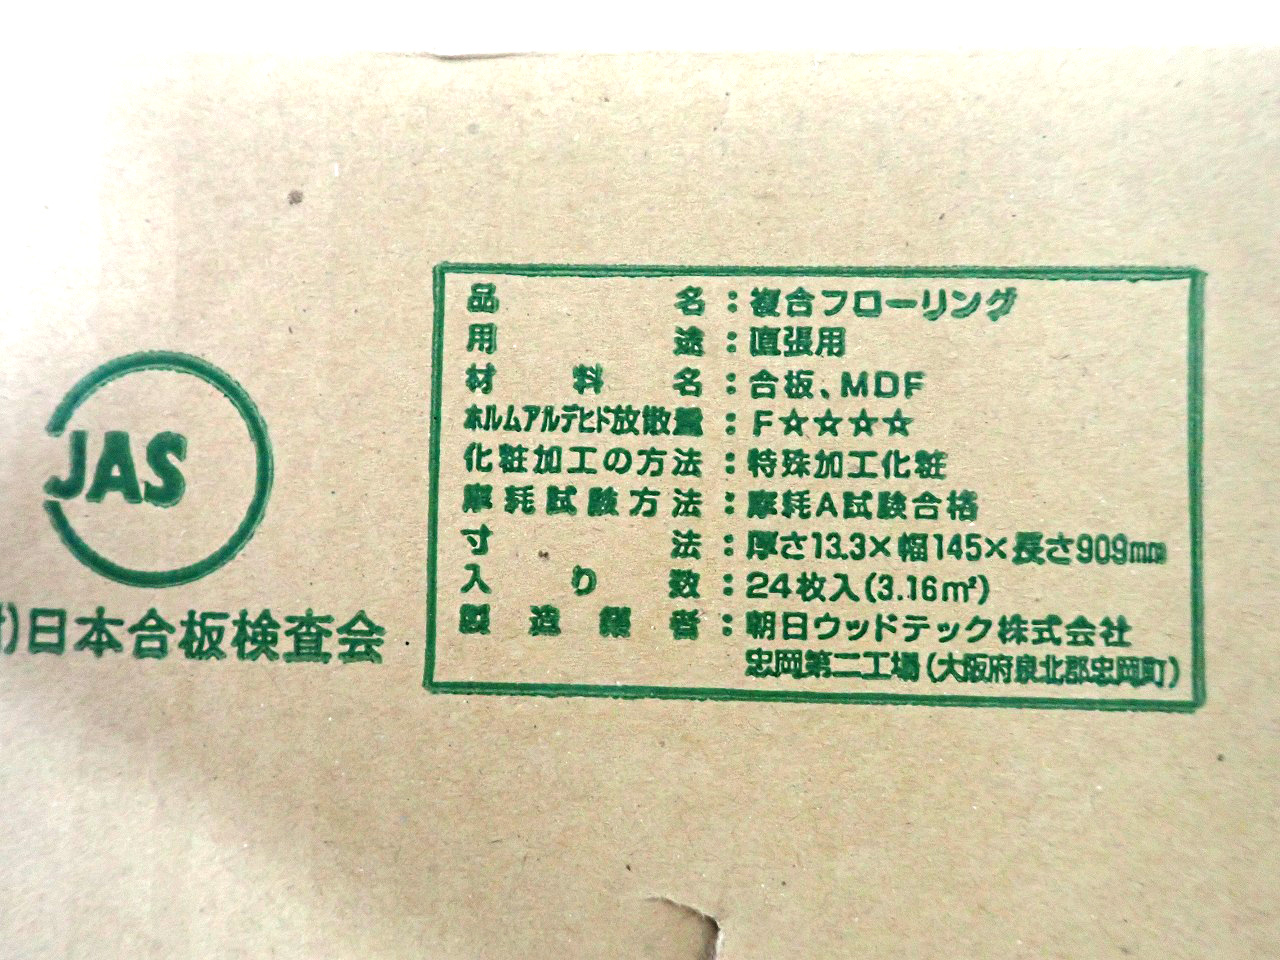 JAS
)日本合板検査会
品名：複合フローリング
用途：直張用
材料名：合板、MDF
ホルムアルデヒド放散量：F☆☆☆☆
化粧加工の方法：特殊加工化粧
摩耗試験方法：摩耗A試験合格
寸法：厚さ13.3×幅145×長さ909mm
入り数：24枚入(3.16㎡)
製造業者：朝日ウッドテック株式会社
忠岡第二工場(大阪府泉北郡忠岡町)